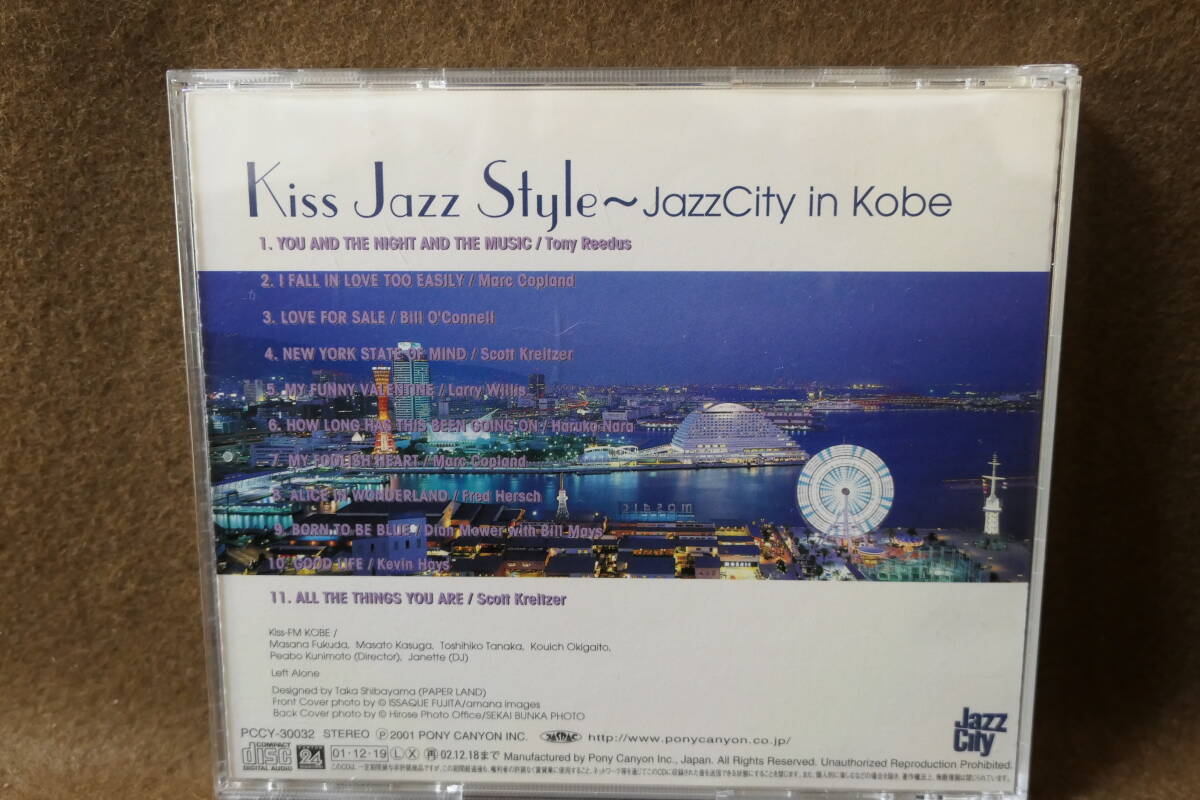 Kiss Jazz Style~JazzCity in Kobe
1. YOU AND THE NIGHT AND THE MUSIC / Tony Reedus
2. I FALL IN LOVE TOO EASILY / Marc Copland
3. LOVE FOR SALE / Bill O'Connell
4. NEW YORK STATE OF MIND / Scott Kreitzer
5. MY FUNNY VALENTINE / Larry Willis
6. HOW LONG HAS THIS BEEN GOING ON / Haruko Nara
7. MY FOOLISH HEART / Marc Copland
8. ALICE IN WONDERLAND / Fred Hersch
9. BORN TO BE BLUE / Dian Mower with Bill Mays
10. GOOD LIFE / Kevin Hays
11. ALL THE THINGS YOU ARE / Scott Kreitzer
Kiss-FM KOBE /
Masana Fukuda, Masato Kasuga, Toshihiko Tanaka, Kouich Okigaito,
Peabo Kunimoto (Director), Janette (DJ)
Left Alone
Designed by Taka Shibayama (PAPER LAND)
Front Cover photo by © ISSAQUE FUJITA/amana images
Back Cover photo by © Hirose Photo Office/SEKAI BUNKA PHOTO
PCCY-30032 STEREO Ⓟ2001 PONY CANYON INC. JASRAC http://www.ponycanyon.co.jp/
Jazz
City
COMPACT
disc
DIGITAL AUDIO
24
01・12・19 Ⓛ Ⓧ 再 02.12.18まで Manufactured by Pony Canyon Inc., Japan. All Rights Reserved. Unauthorized Reproduction Prohibited.